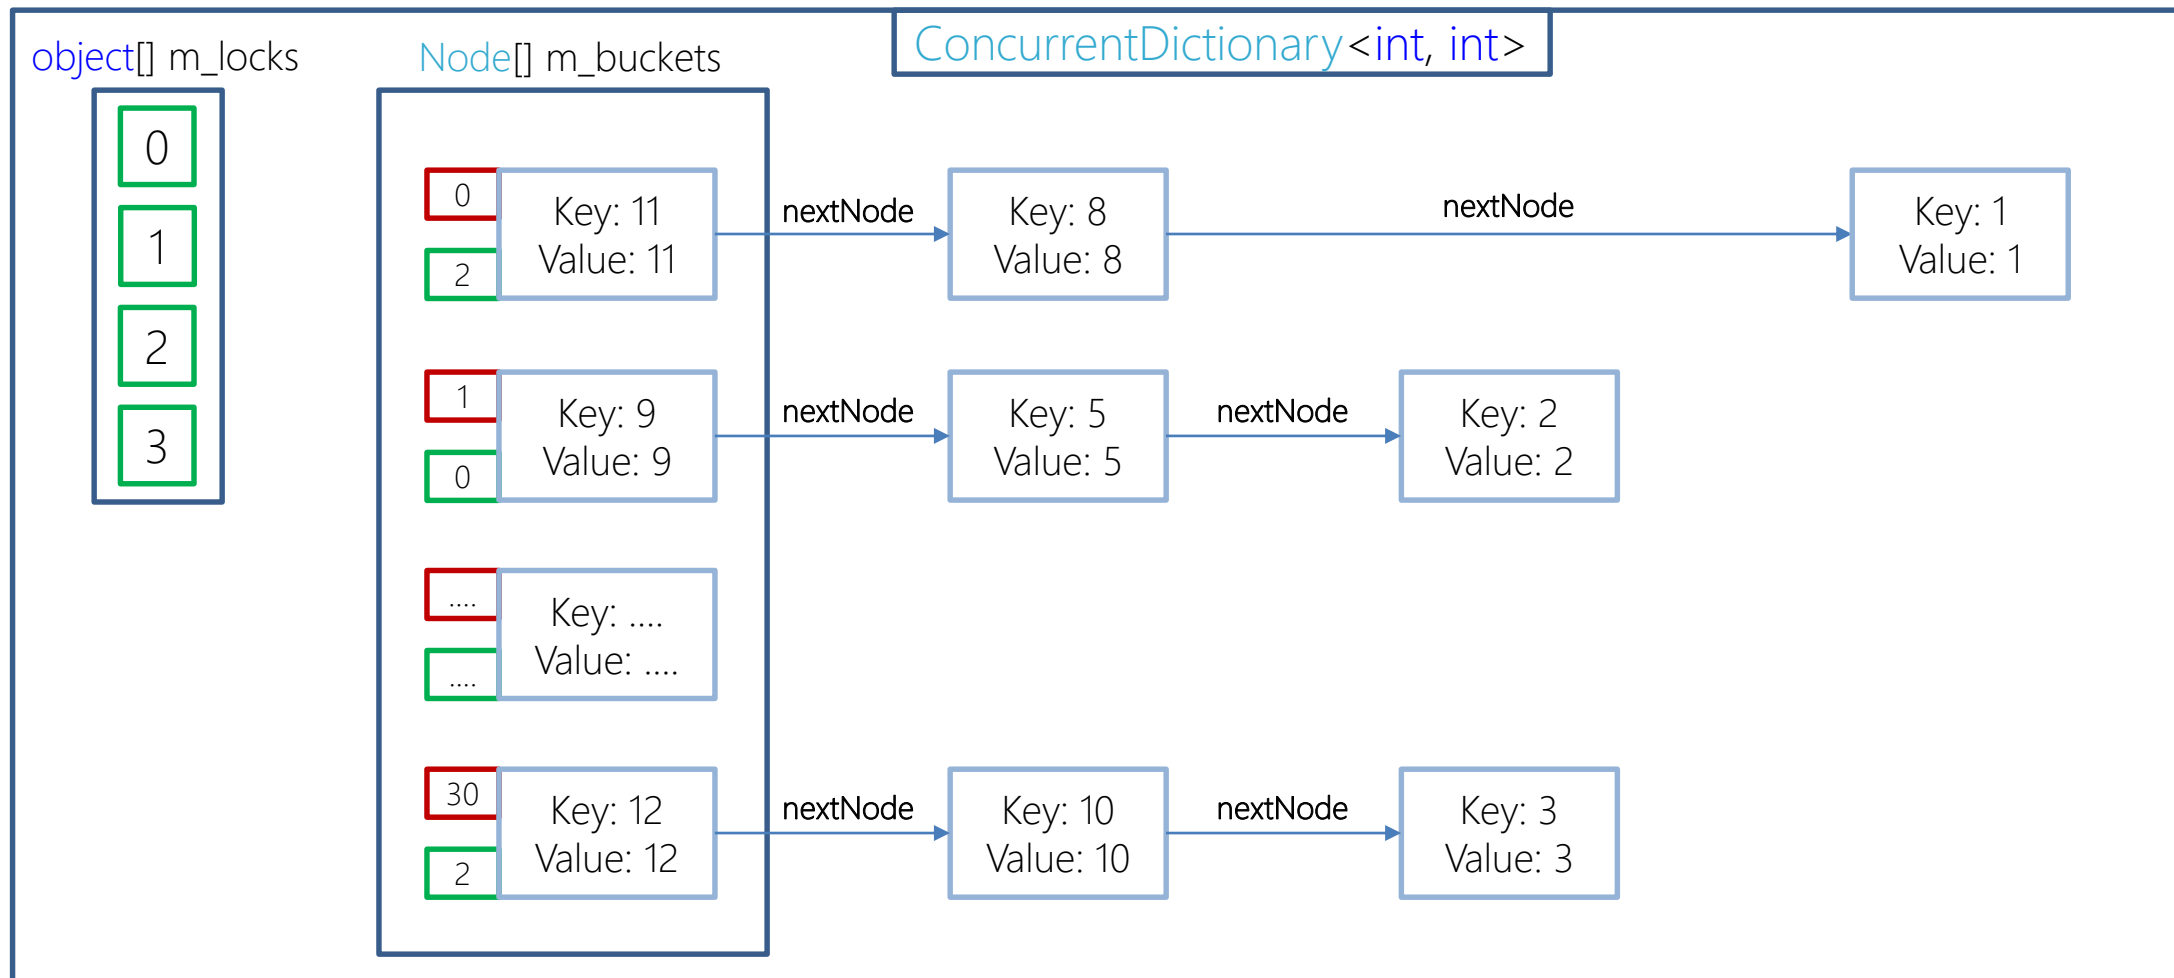 ConcurrentDictionary<int, int>
object[] m_locks
0
1
2
3
Node[] m_buckets
0
2
Key: 11
Value: 11
nextNode
Key: 8
Value: 8
nextNode
Key: 1
Value: 1
1
0
Key: 9
Value: 9
nextNode
Key: 5
Value: 5
nextNode
Key: 2
Value: 2
....
....
Key: ....
Value: ....
30
2
Key: 12
Value: 12
nextNode
Key: 10
Value: 10
nextNode
Key: 3
Value: 3